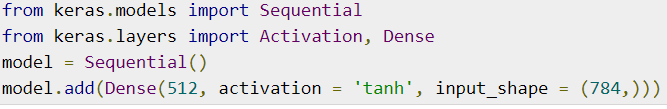 from keras.models import Sequential
from keras.layers import Activation, Dense
model = Sequential()
model.add(Dense(512, activation = 'tanh', input_shape = (784,)))